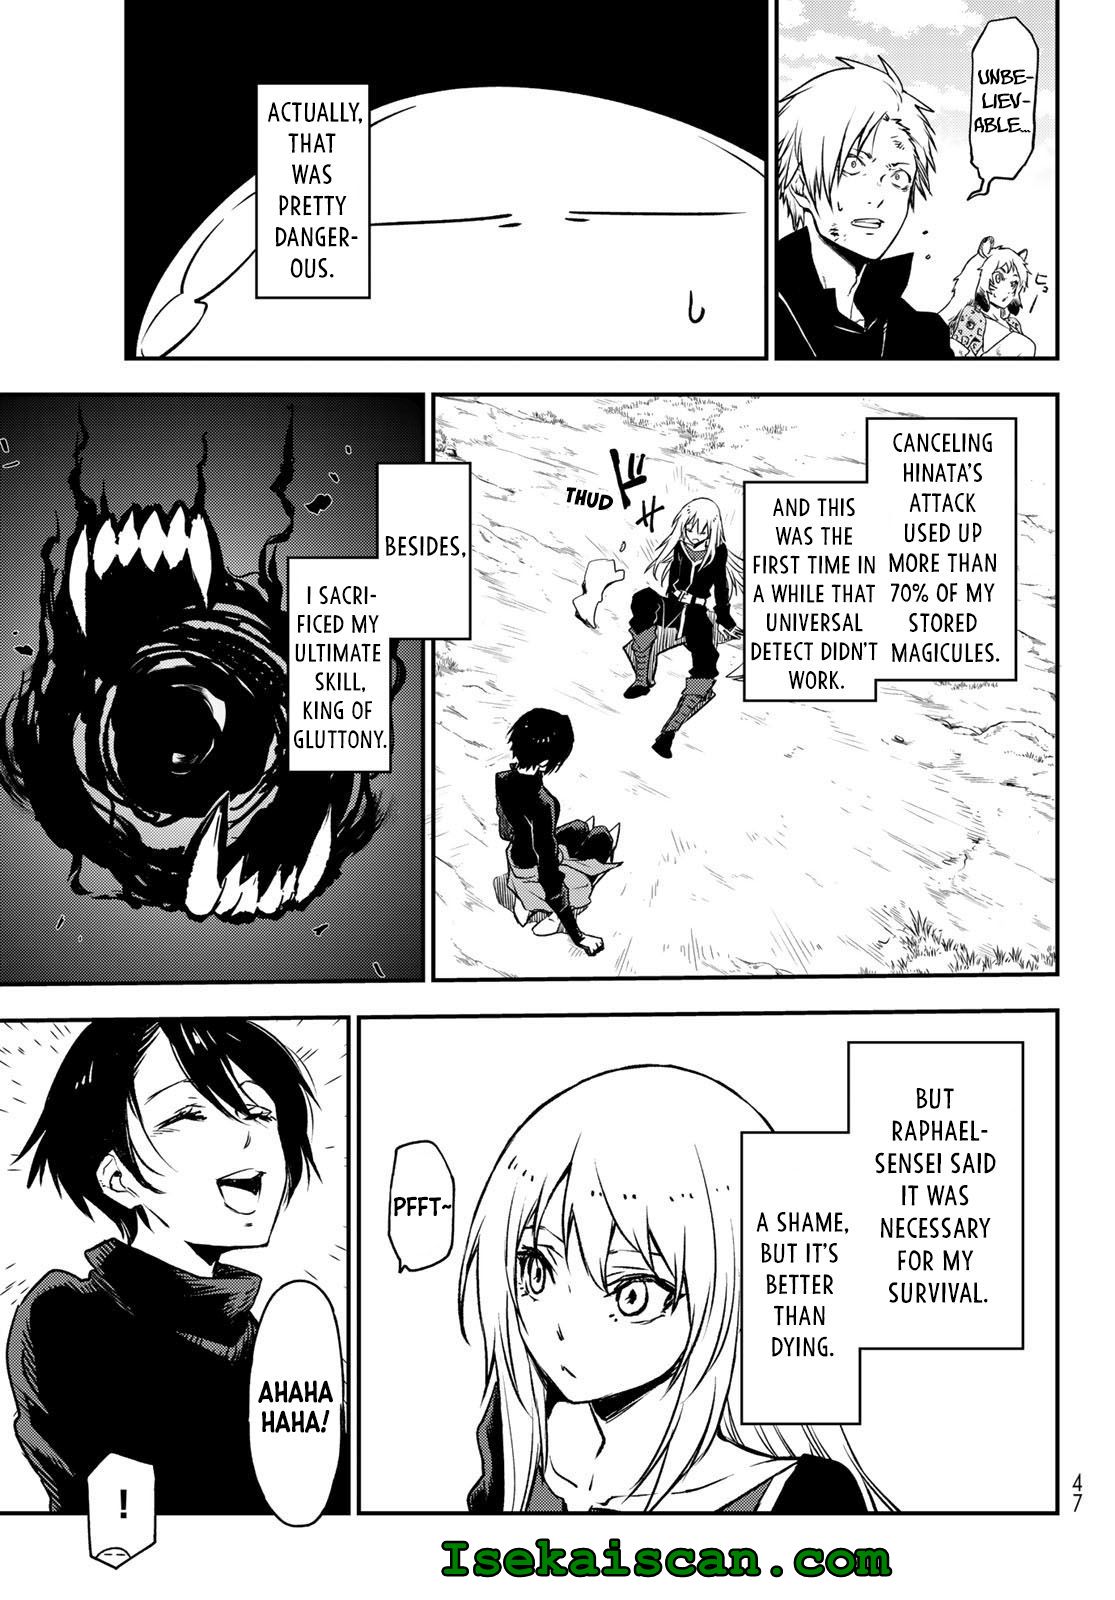 UNBE-
LIEV-
ABLE...
ACTUALLY,
THAT
WAS
PRETTY
DANGER-
OUS.
CANCELING
HINATA'S
ATTACK
USED UP
MORE THAN
70% OF MY
STORED
MAGICULES.
AND THIS
WAS THE
FIRST TIME IN
A WHILE THAT
UNIVERSAL
DETECT DIDN'T
WORK.
THUD
ドッ
BESIDES,
I SACRI-
FICED MY
ULTIMATE
SKILL,
KING OF
GLUTTONY.
BUT
RAPHAEL-
SENSEI SAID
IT WAS
NECESSARY
FOR MY
SURVIVAL.
A SHAME,
BUT IT'S
BETTER
THAN
DYING.
PFFT~
AHAHA
HAHA!
!
47
Isekaiscan.com